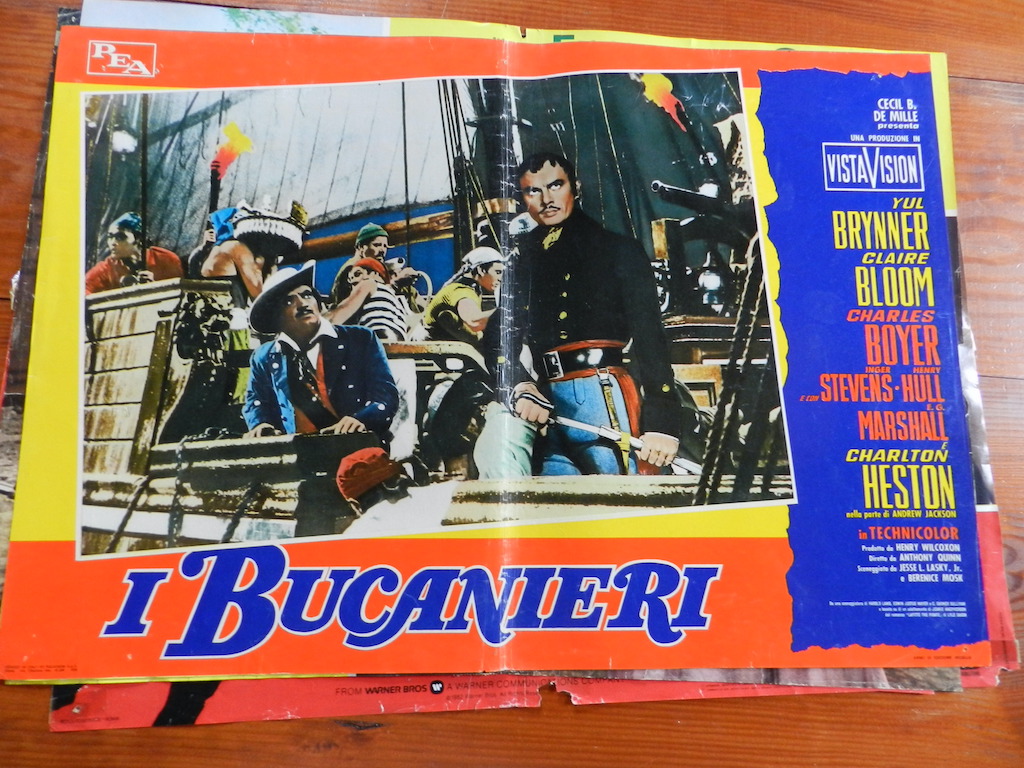 REA
CECIL B.
DE MILLE
presenta
UNA PRODUZIONE IN
VISTAVISION
YUL
BRYNNER
CLAIRE
BLOOM
CHARLES
BOYER
INGER HENRY
e con STEVENS · HULL
E. G.
MARSHALL
E
CHARLTON
HESTON
nella parte di ANDREW JACKSON
in TECHNICOLOR
Prodotto da HENRY WILCOXON
Diretto da ANTHONY QUINN
Sceneggiato da JESSE L. LASKY, Jr.
e BERENICE MOSK
I BUCANIERI
FROM WARNER BROS
A WARNER COMMUNICATIONS